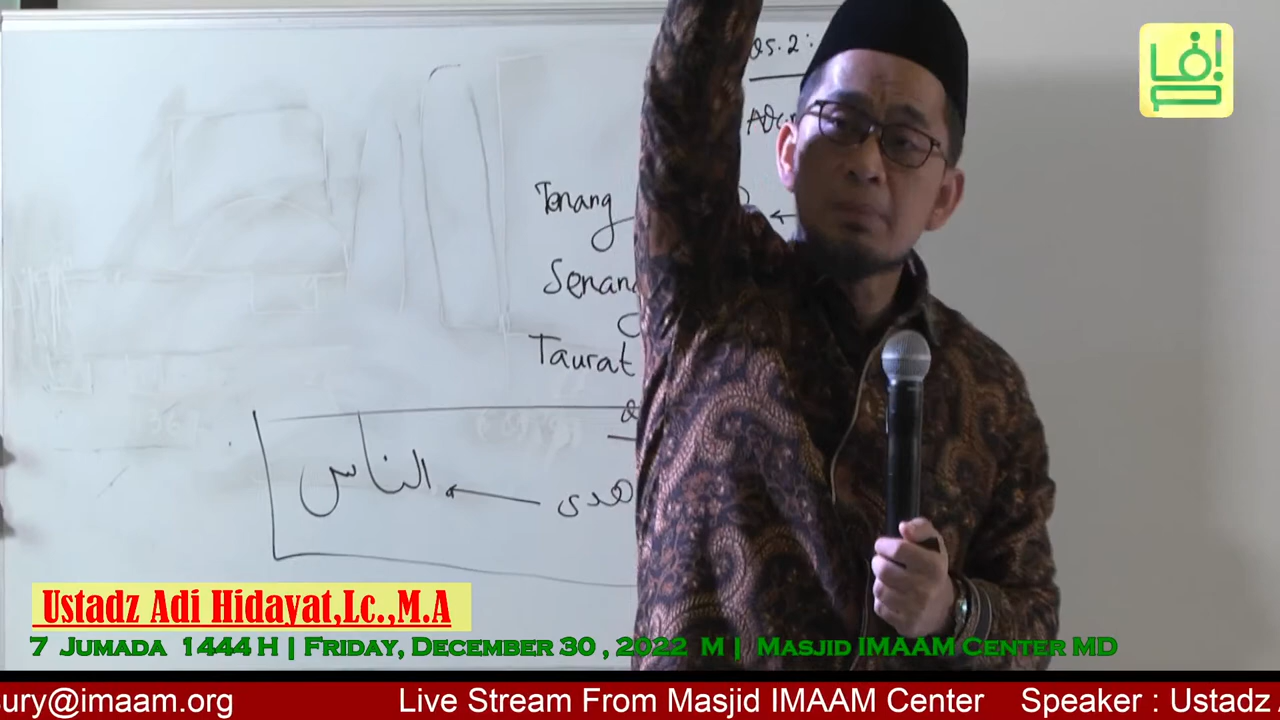 QS. 2:
Tenang
Senang
Taurat
الناس ← هدى
Ustadz Adi Hidayat,Lc.,M.A
7 Jumada 1444 H | Friday, December 30 , 2022 M | Masjid IMAAM Center MD
sury@imaam.org Live Stream From Masjid IMAAM Center Speaker : Ustadz